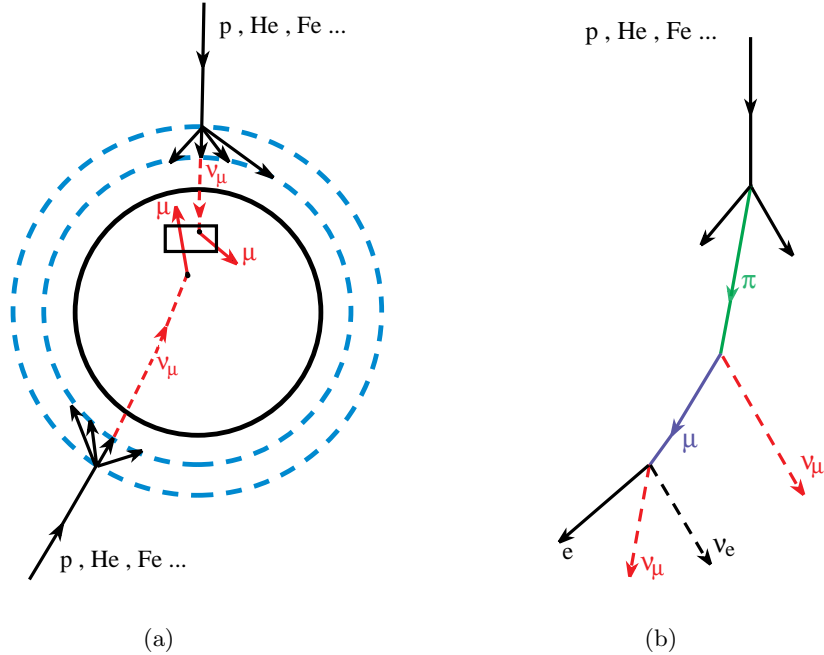 p , He , Fe ...
ν_μ
μ
μ
ν_μ
p , He , Fe ...
(a)
p , He , Fe ...
π
μ
ν_μ
e
ν_μ
ν_e
(b)